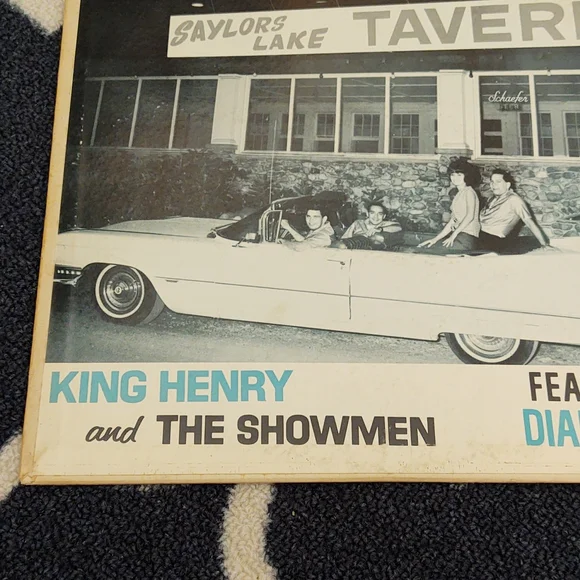 SAYLORS LAKE TAVER
Schaefer
KING HENRY
and THE SHOWMEN
FEA
DIA